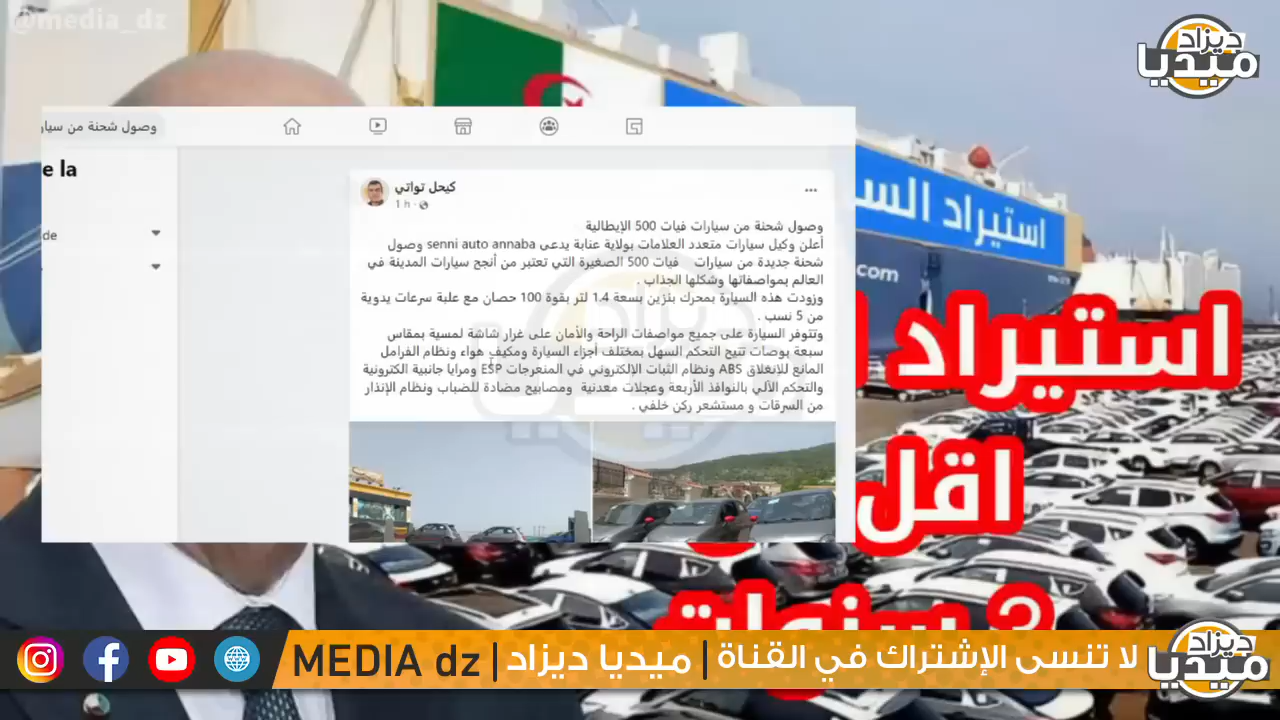 @media_dz
ديزاد
ميديا
وصول شحنة من سيار
e la
de
كيحل تواتي
1 h
وصول شحنة من سيارات فيات 500 الإيطالية
أعلن وكيل سيارات متعدد العلامات بولاية عنابة يدعى senni auto annaba وصول
شحنة جديدة من سيارات فيات 500 الصغيرة التي تعتبر من أنجح سيارات المدينة في
العالم بمواصفاتها وشكلها الجذاب .
وزودت هذه السيارة بمحرك بنزين بسعة 1.4 لتر بقوة 100 حصان مع علبة سرعات يدوية
من 5 نسب .
وتتوفر السيارة على جميع مواصفات الراحة والأمان على غرار شاشة لمسية بمقاس
سبعة بوصات تتيح التحكم السهل بمختلف أجزاء السيارة ومكيف هواء ونظام الفرامل
المانع للإنغلاق ABS ونظام الثبات الإلكتروني في المنعرجات ESP ومرايا جانبية الكترونية
والتحكم الآلي بالنوافذ الأربعة وعجلات معدنية ومصابيح مضادة للضباب ونظام الإنذار
من السرقات و مستشعر ركن خلفي .
استيراد الس
.com
استيراد ا
اقل
3 سنوات
لا تنسى الإشتراك في القناة | ميديا ديزاد | MEDIA dz
ديزاد
ميديا